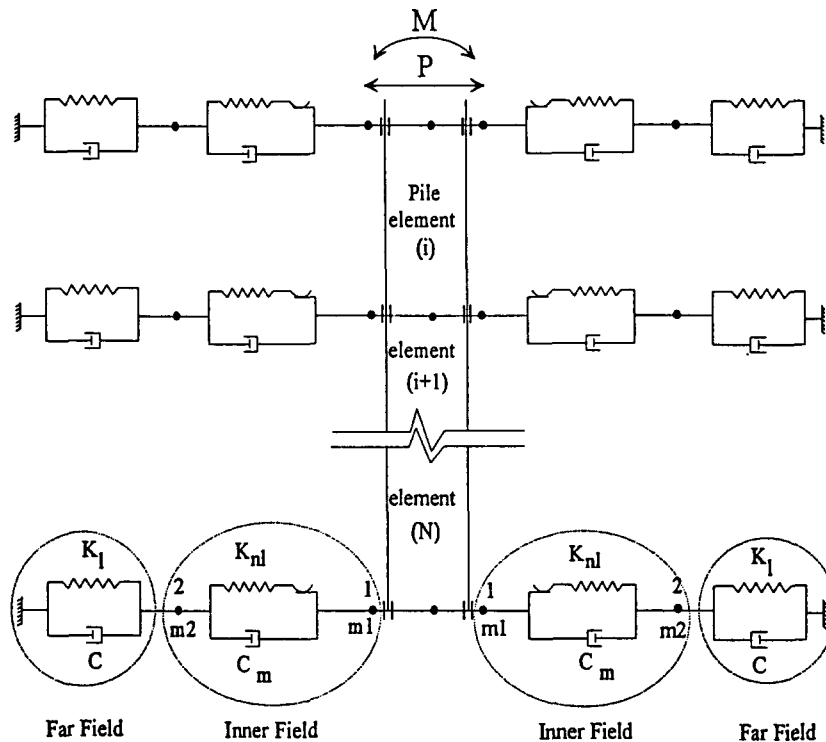 M
P
Pile
element
(i)
element
(i+1)
element
(N)
K_l
K_nl
K_nl
K_l
2
1
1
2
m2
m1
m1
m2
C
C_m
C_m
C
Far Field
Inner Field
Inner Field
Far Field